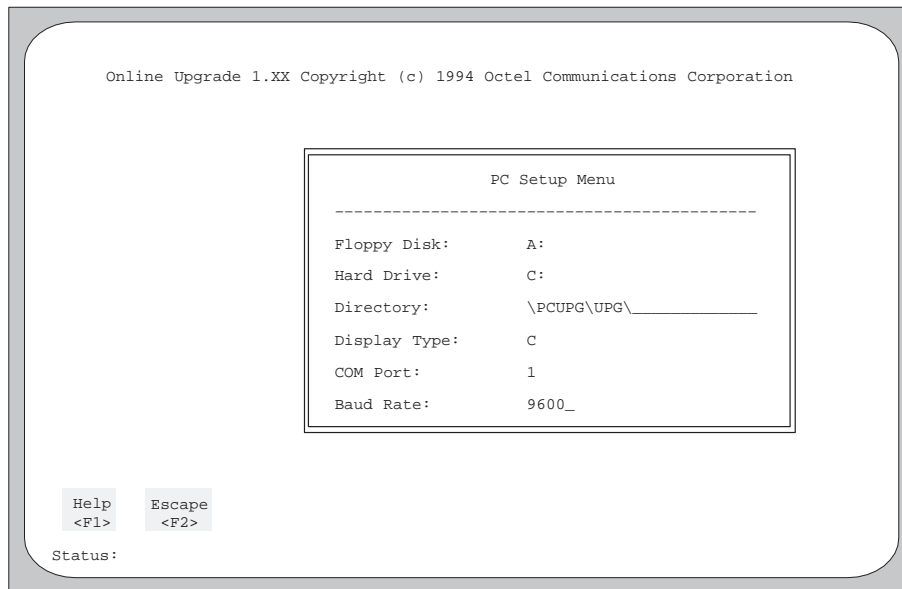 Online Upgrade 1.XX Copyright (c) 1994 Octel Communications Corporation
PC Setup Menu
-------------------------------------------
Floppy Disk: A:
Hard Drive: C:
Directory: \PCUPG\UPG\_____________
Display Type: C
COM Port: 1
Baud Rate: 9600_
Help Escape
<F1> <F2>
Status: